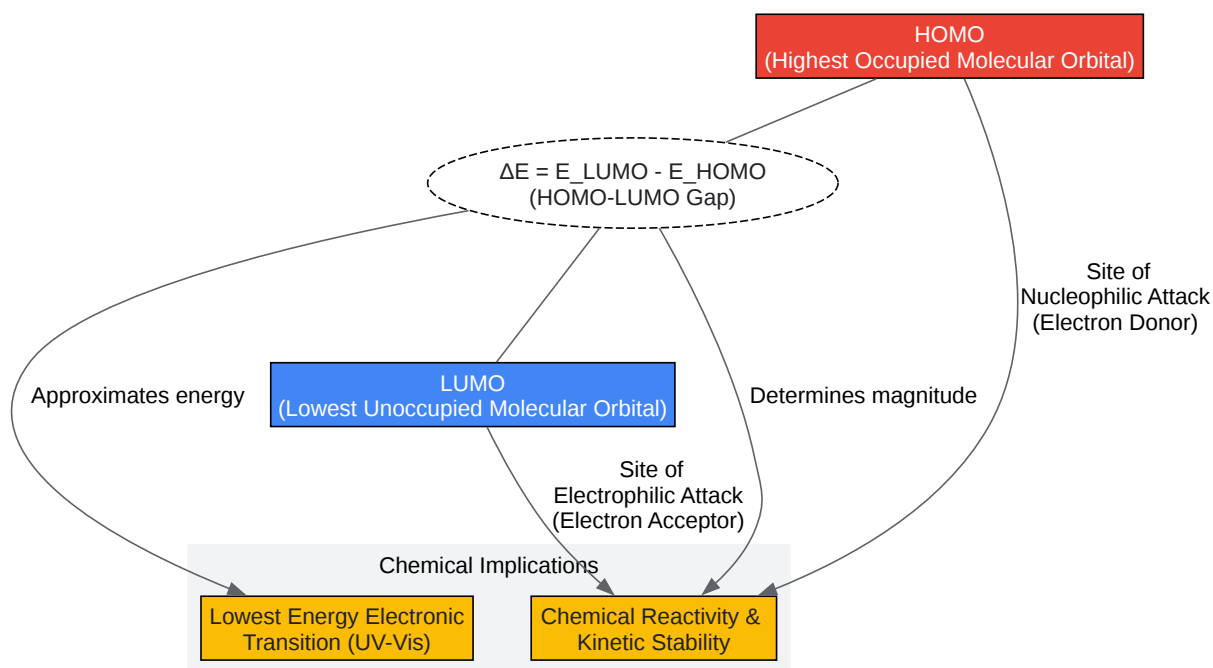 HOMO
(Highest Occupied Molecular Orbital)
ΔE = E_LUMO - E_HOMO
(HOMO-LUMO Gap)
Site of
Nucleophilic Attack
(Electron Donor)
Approximates energy
LUMO
(Lowest Unoccupied Molecular Orbital)
Determines magnitude
Site of
Electrophilic Attack
(Electron Acceptor)
Chemical Implications
Lowest Energy Electronic
Transition (UV-Vis)
Chemical Reactivity &
Kinetic Stability